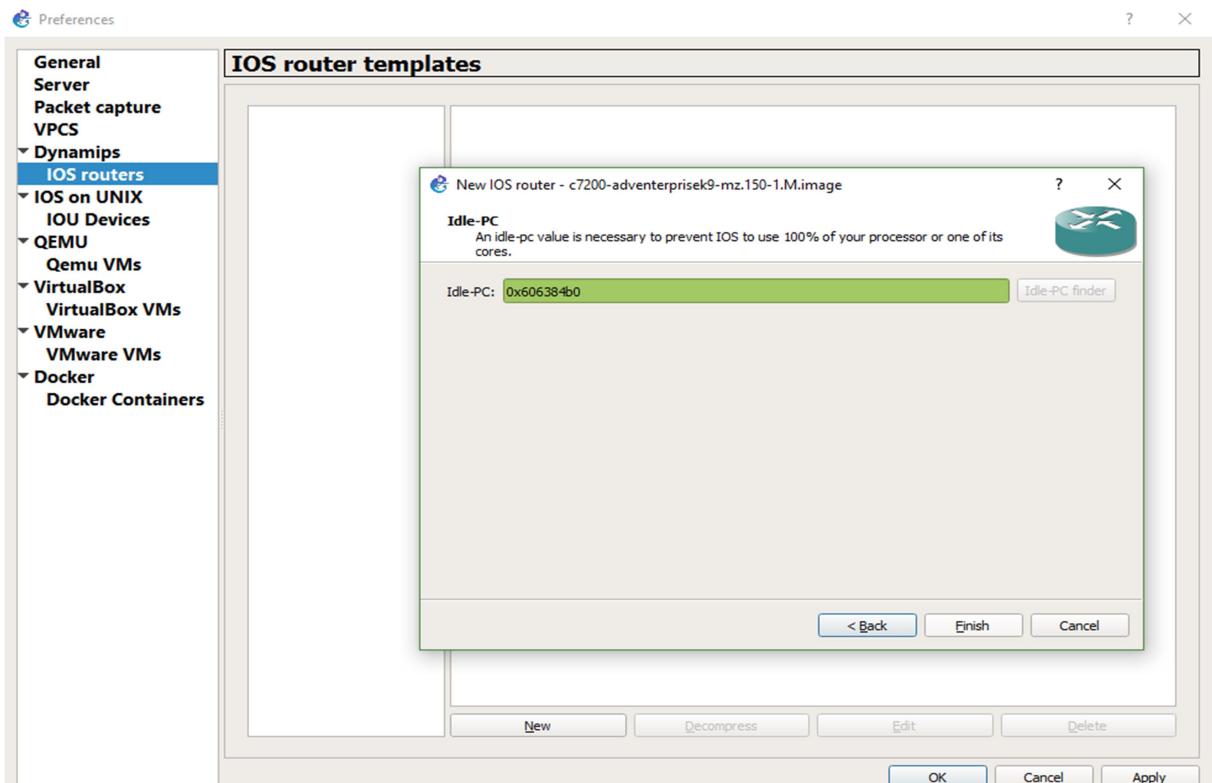 Preferences
?
General
Server
Packet capture
VPCS
Dynamips
IOS routers
IOS on UNIX
IOU Devices
QEMU
Qemu VMs
VirtualBox
VirtualBox VMs
VMware
VMware VMs
Docker
Docker Containers
IOS router templates
New IOS router - c7200-adventerprisek9-mz.150-1.M.image
?
Idle-PC
An idle-pc value is necessary to prevent IOS to use 100% of your processor or one of its
cores.
Idle-PC: 0x606384b0 Idle-PC finder
< Back Finish Cancel
New Decompress Edit Delete
OK Cancel Apply